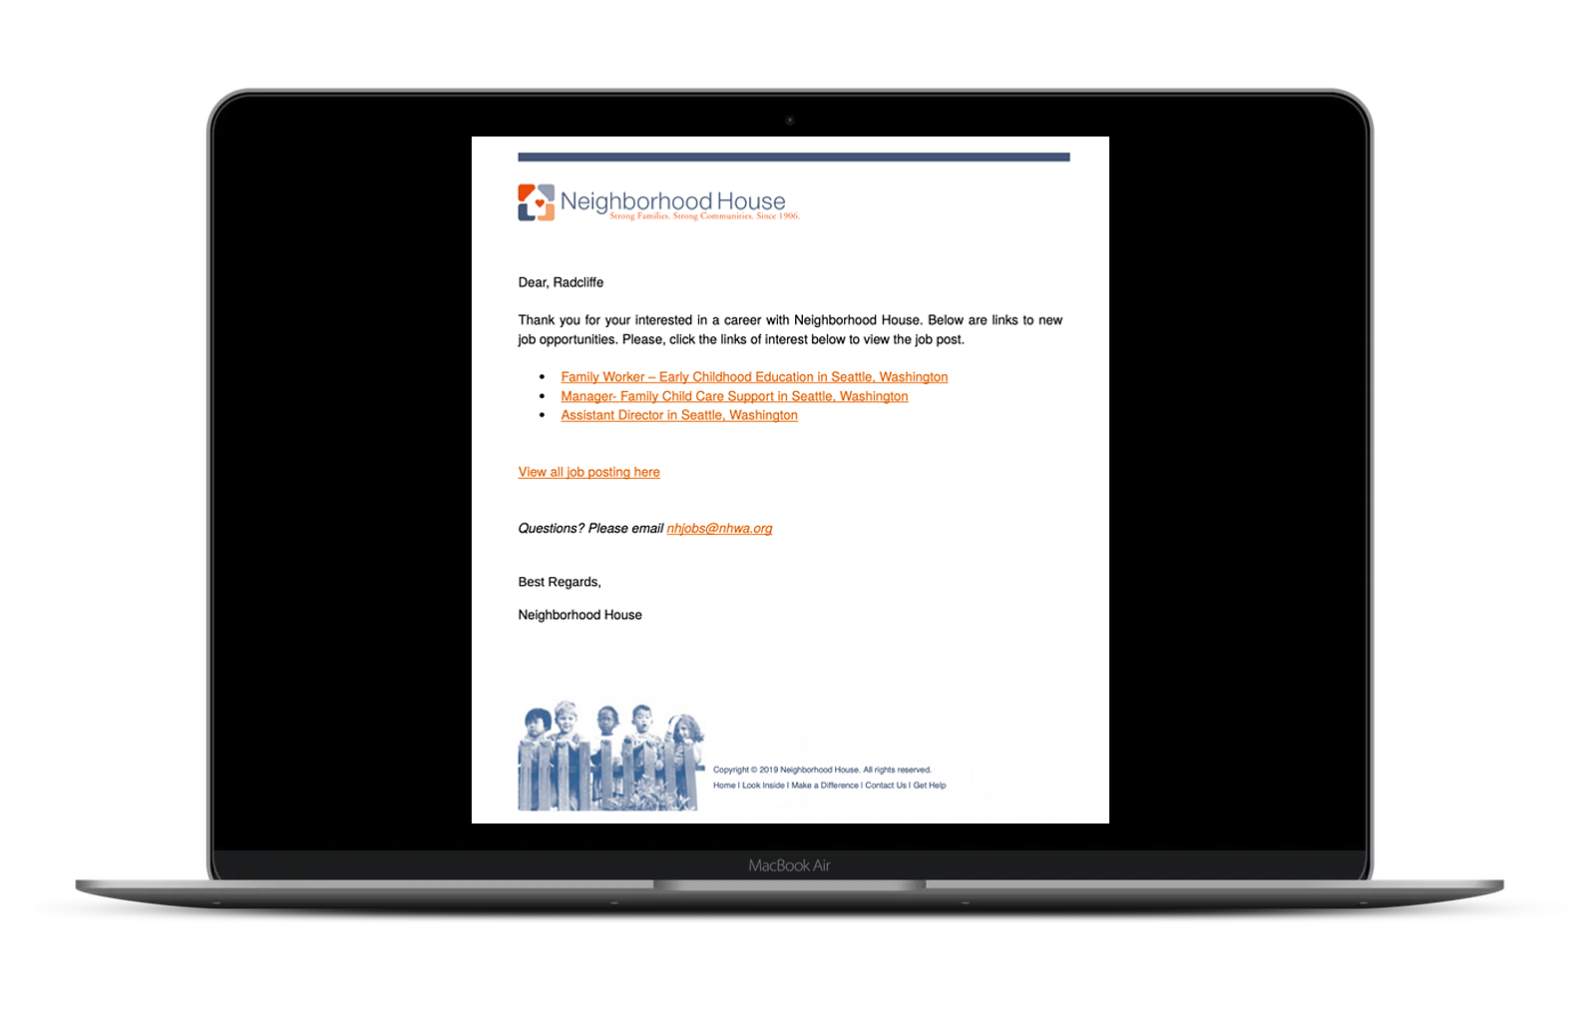 Neighborhood House
Strong Families. Strong Communities. Since 1906.
Dear, Radcliffe
Thank you for your interested in a career with Neighborhood House. Below are links to new
job opportunities. Please, click the links of interest below to view the job post.
• Family Worker – Early Childhood Education in Seattle, Washington
• Manager- Family Child Care Support in Seattle, Washington
• Assistant Director in Seattle, Washington
View all job posting here
Questions? Please email nhjobs@nhwa.org
Best Regards,
Neighborhood House
Copyright © 2019 Neighborhood House. All rights reserved.
Home | Look Inside | Make a Difference | Contact Us | Get Help
MacBook Air